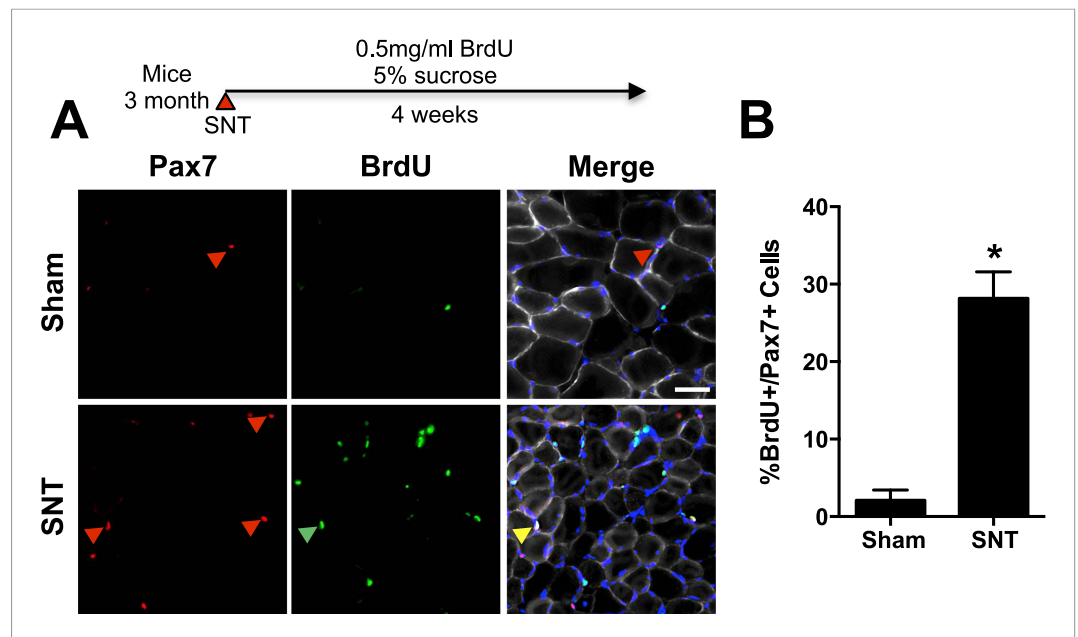 0.5mg/ml BrdU
5% sucrose
Mice
3 month
SNT
4 weeks
A
Pax7 BrdU Merge
Sham
SNT
B
%BrdU+/Pax7+ Cells
40
30
20
10
0
*
Sham SNT